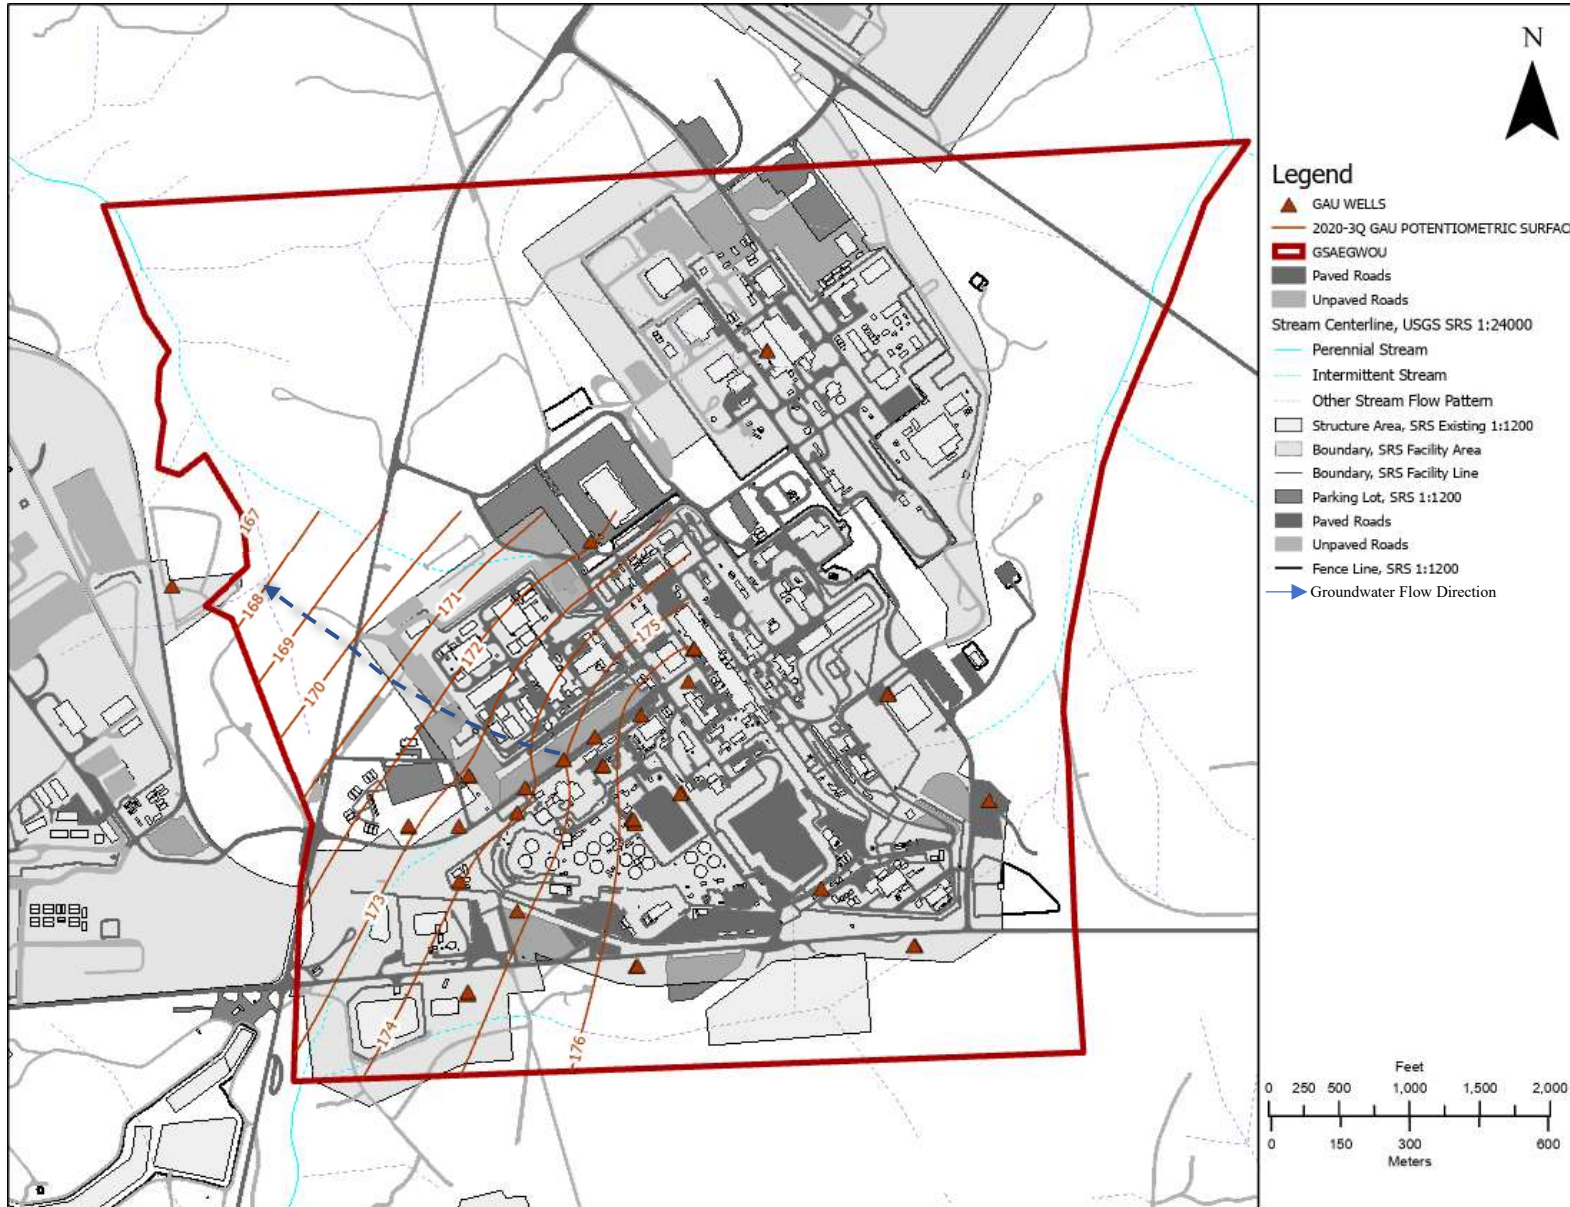 N
Legend
GAU WELLS
2020-3Q GAU POTENTIOMETRIC SURFAC
GSAEGWOU
Paved Roads
Unpaved Roads
Stream Centerline, USGS SRS 1:24000
Perennial Stream
Intermittent Stream
Other Stream Flow Pattern
Structure Area, SRS Existing 1:1200
Boundary, SRS Facility Area
Boundary, SRS Facility Line
Parking Lot, SRS 1:1200
Paved Roads
Unpaved Roads
Fence Line, SRS 1:1200
Groundwater Flow Direction
167
168
169
170
171
172
175
173
174
176
Feet
0 250 500 1,000 1,500 2,000
0 150 300 600
Meters